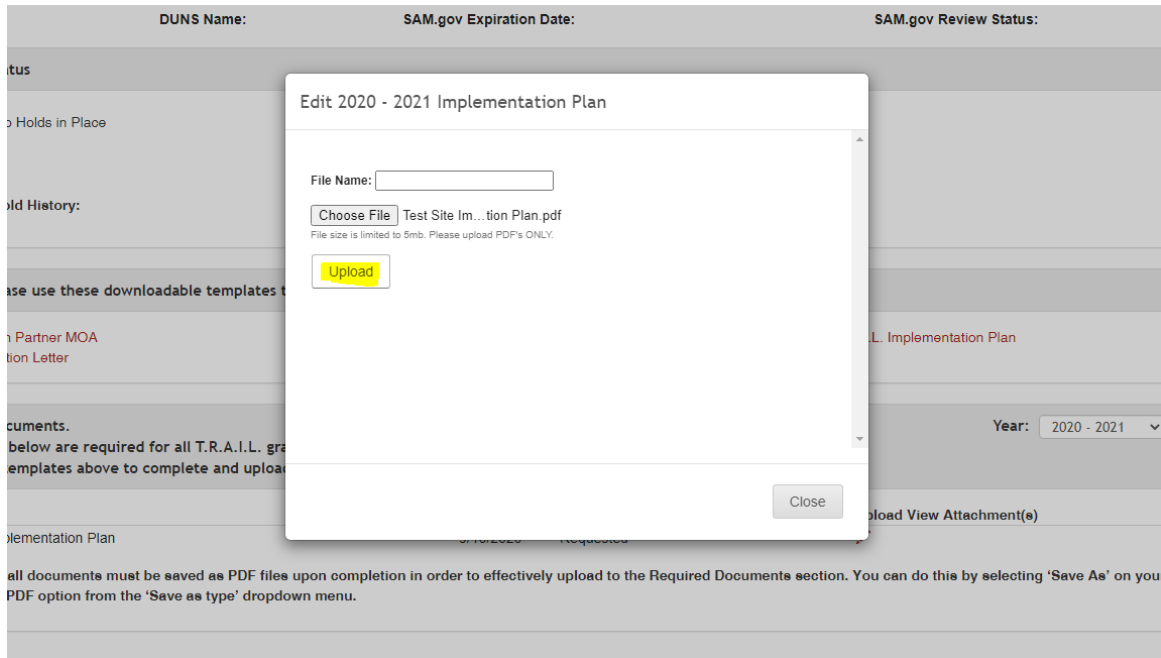 DUNS Name: SAM.gov Expiration Date: SAM.gov Review Status:
tus
Edit 2020 - 2021 Implementation Plan
o Holds in Place
File Name:
old History:
Choose File Test Site Im...tion Plan.pdf
File size is limited to 5mb. Please upload PDF's ONLY.
Upload
ase use these downloadable templates t
n Partner MOA
.L. Implementation Plan
tion Letter
cuments.
Year: 2020 - 2021
below are required for all T.R.A.I.L. gra
emplates above to complete and uploa
Close
pload View Attachment(s)
plementation Plan
Requested
all documents must be saved as PDF files upon completion in order to effectively upload to the Required Documents section. You can do this by selecting ‘Save As’ on you
PDF option from the ‘Save as type’ dropdown menu.